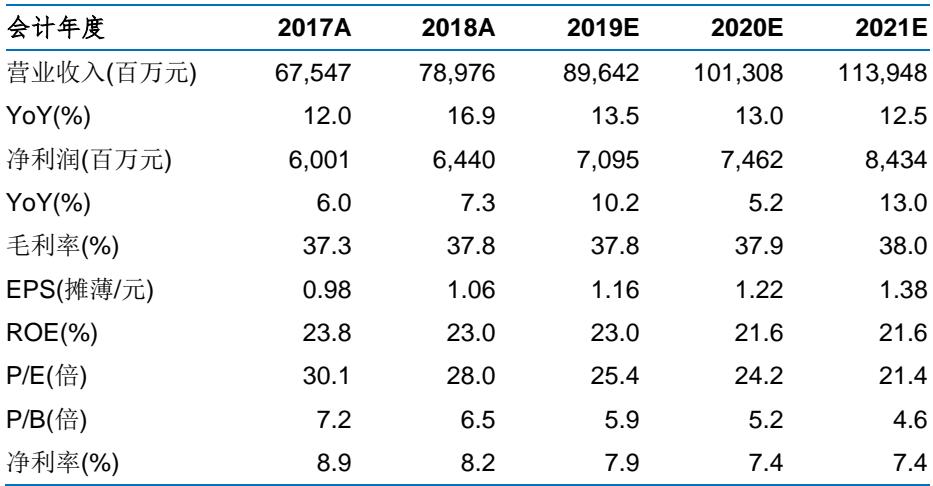 会计年度 2017A 2018A 2019E 2020E 2021E
营业收入(百万元) 67,547 78,976 89,642 101,308 113,948
YoY(%) 12.0 16.9 13.5 13.0 12.5
净利润(百万元) 6,001 6,440 7,095 7,462 8,434
YoY(%) 6.0 7.3 10.2 5.2 13.0
毛利率(%) 37.3 37.8 37.8 37.9 38.0
EPS(摊薄/元) 0.98 1.06 1.16 1.22 1.38
ROE(%) 23.8 23.0 23.0 21.6 21.6
P/E(倍) 30.1 28.0 25.4 24.2 21.4
P/B(倍) 7.2 6.5 5.9 5.2 4.6
净利率(%) 8.9 8.2 7.9 7.4 7.4